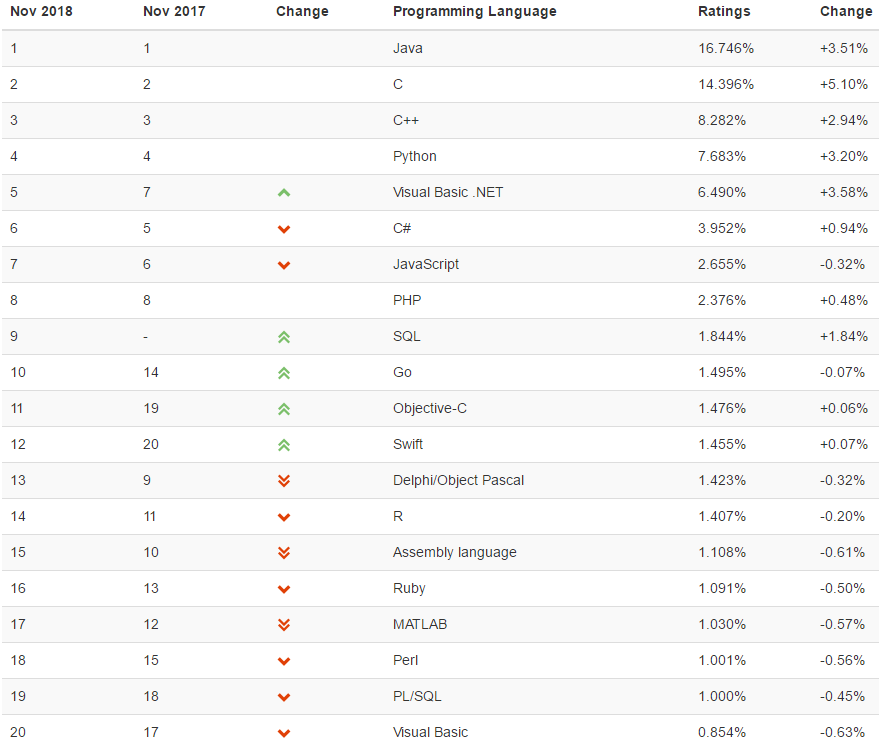 Nov 2018 Nov 2017 Change Programming Language Ratings Change
1 1 Java 16.746% +3.51%
2 2 C 14.396% +5.10%
3 3 C++ 8.282% +2.94%
4 4 Python 7.683% +3.20%
5 7 Visual Basic .NET 6.490% +3.58%
6 5 C# 3.952% +0.94%
7 6 JavaScript 2.655% -0.32%
8 8 PHP 2.376% +0.48%
9 - SQL 1.844% +1.84%
10 14 Go 1.495% -0.07%
11 19 Objective-C 1.476% +0.06%
12 20 Swift 1.455% +0.07%
13 9 Delphi/Object Pascal 1.423% -0.32%
14 11 R 1.407% -0.20%
15 10 Assembly language 1.108% -0.61%
16 13 Ruby 1.091% -0.50%
17 12 MATLAB 1.030% -0.57%
18 15 Perl 1.001% -0.56%
19 18 PL/SQL 1.000% -0.45%
20 17 Visual Basic 0.854% -0.63%